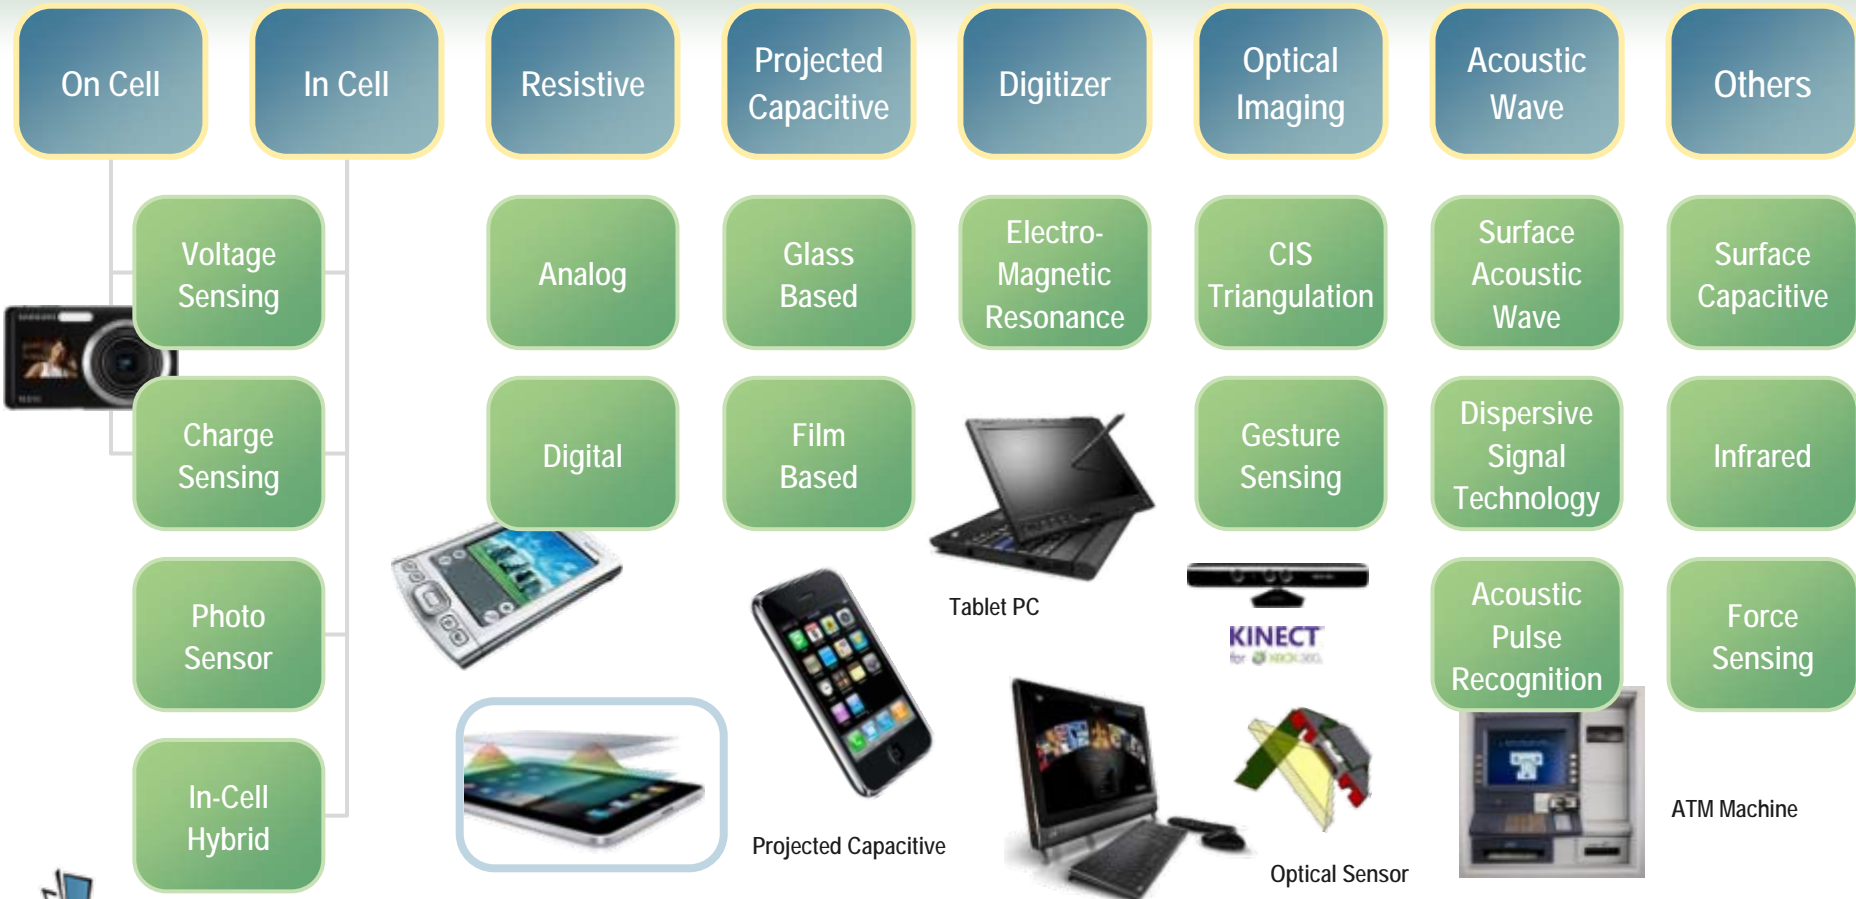 On Cell
In Cell
Resistive
Projected
Capacitive
Digitizer
Optical
Imaging
Acoustic
Wave
Others
Voltage
Sensing
Charge
Sensing
Photo
Sensor
In-Cell
Hybrid
Analog
Digital
Glass
Based
Film
Based
Projected Capacitive
Electro-
Magnetic
Resonance
Tablet PC
CIS
Triangulation
Gesture
Sensing
KINECT
for XBOX 360.
Optical Sensor
Surface
Acoustic
Wave
Dispersive
Signal
Technology
Acoustic
Pulse
Recognition
ATM Machine
Surface
Capacitive
Infrared
Force
Sensing